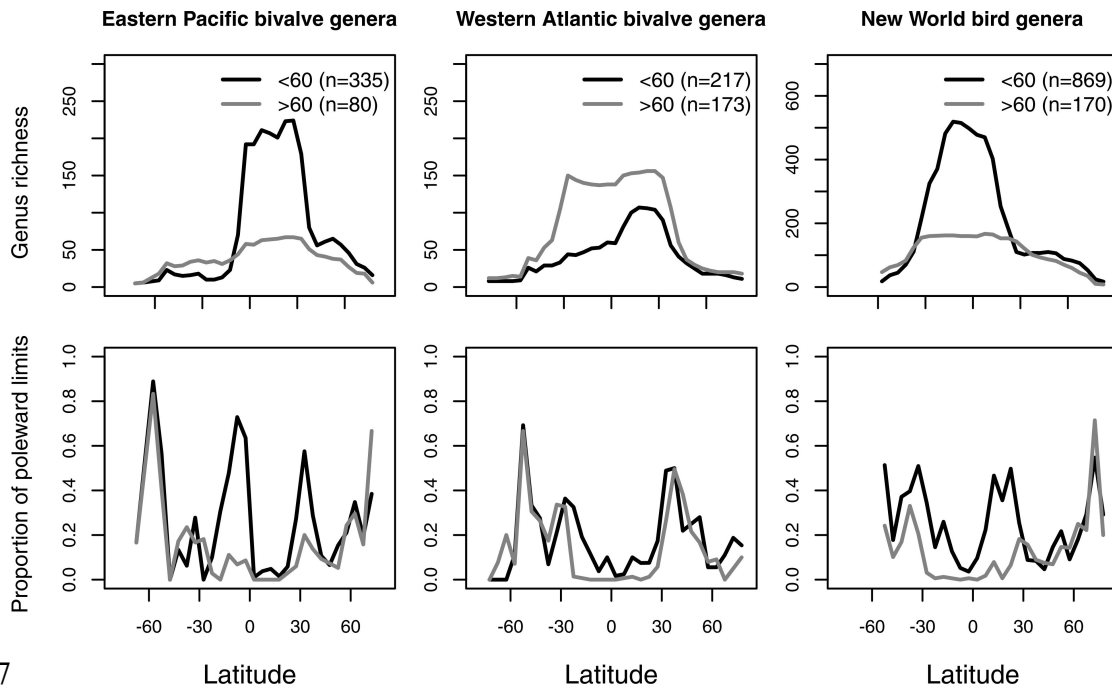 Eastern Pacific bivalve genera
Western Atlantic bivalve genera
New World bird genera
Genus richness
0 50 150 250
<60 (n=335)
>60 (n=80)
0 50 150 250
<60 (n=217)
>60 (n=173)
0 200 400 600
<60 (n=869)
>60 (n=170)
Proportion of poleward limits
0.0 0.2 0.4 0.6 0.8 1.0
0.0 0.2 0.4 0.6 0.8 1.0
0.0 0.2 0.4 0.6 0.8 1.0
-60 -30 0 30 60
-60 -30 0 30 60
-60 -30 0 30 60
7
Latitude
Latitude
Latitude